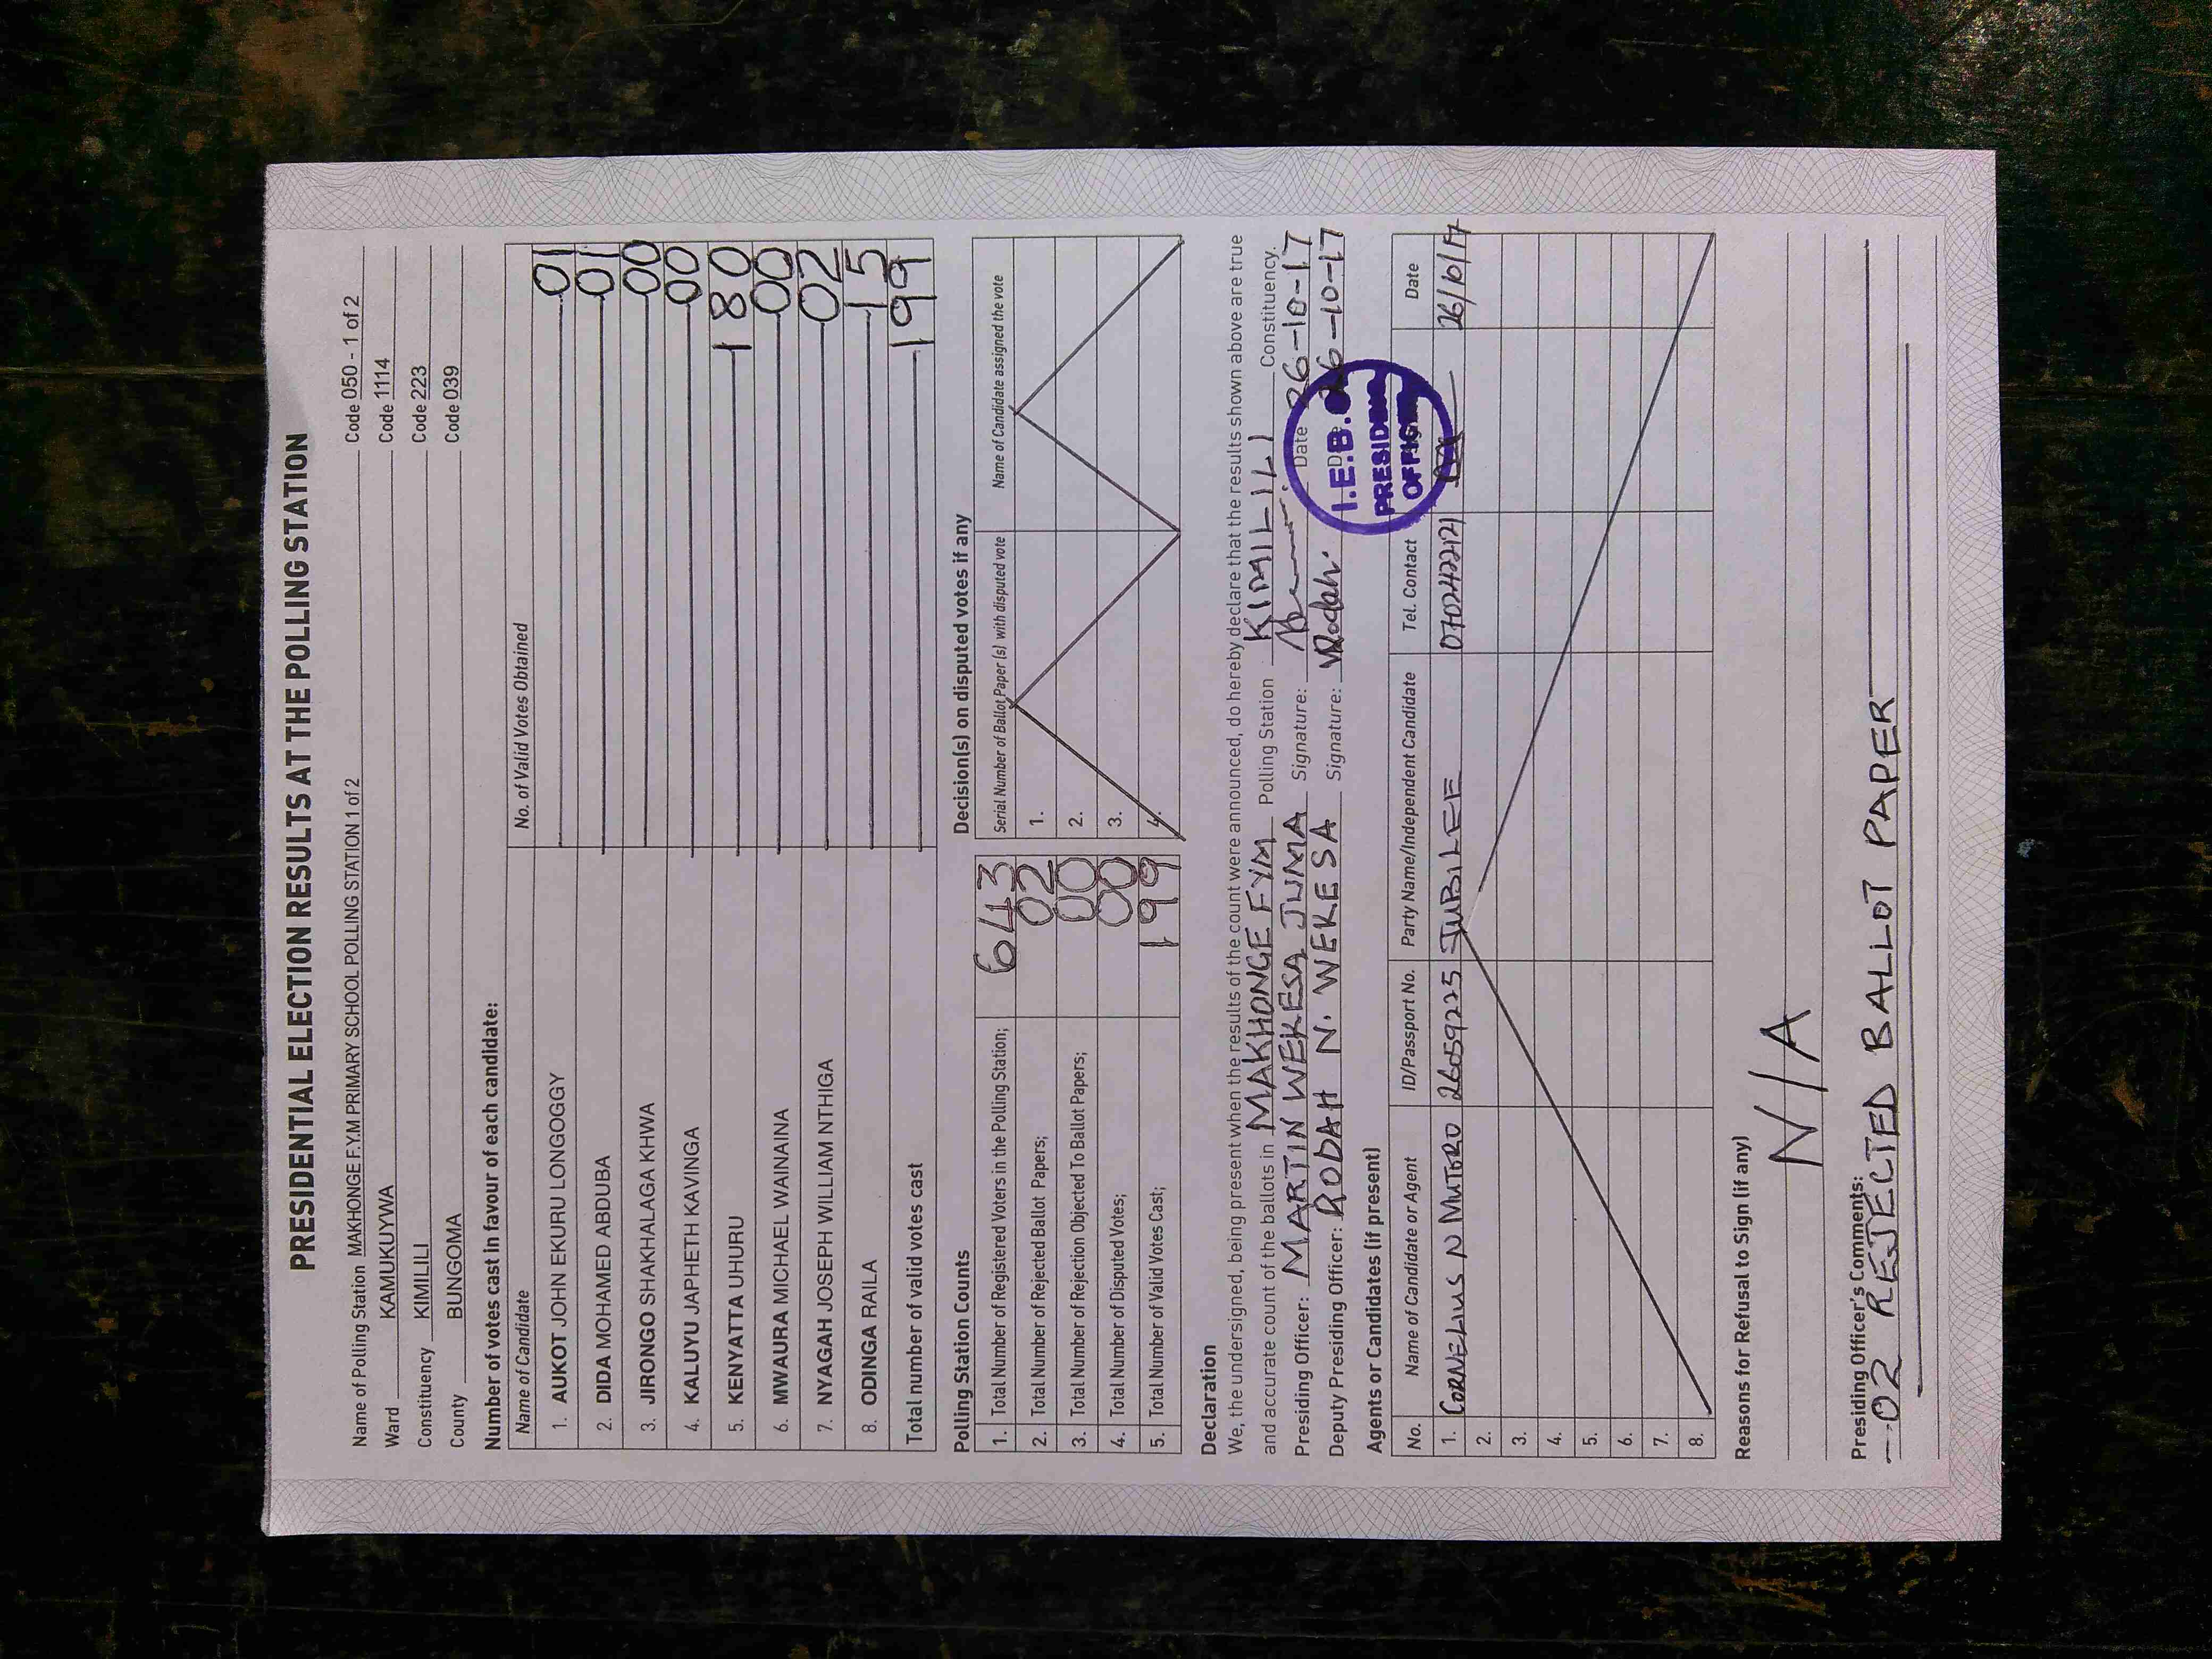 PRESIDENTIAL ELECTION RESULTS AT THE POLLING STATION
Name of Polling Station MAKHONGE F.Y.M PRIMARY SCHOOL POLLING STATION 1 of 2 Code 050 - 1 of 2
Ward KAMUKUYWA Code 1114
Constituency KIMILILI Code 223
County BUNGOMA Code 039
Number of votes cast in favour of each candidate:
Name of Candidate No. of Valid Votes Obtained
1. AUKOT JOHN EKURU LONGOGGY 01
2. DIDA MOHAMED ABDUBA 01
3. JIRONGO SHAKHALAGA KHWA 00
4. KALUYU JAPHETH KAVINGA 00
5. KENYATTA UHURU 180
6. MWAURA MICHAEL WAINAINA 00
7. NYAGAH JOSEPH WILLIAM NTHIGA 02
8. ODINGA RAILA 15
Total number of valid votes cast 199
Polling Station Counts
1. Total Number of Registered Voters in the Polling Station; 643
2. Total Number of Rejected Ballot Papers; 02
3. Total Number of Rejection Objected To Ballot Papers; 00
4. Total Number of Disputed Votes; 00
5. Total Number of Valid Votes Cast; 199
Decision(s) on disputed votes if any
Serial Number of Ballot Paper (s) with disputed vote Name of Candidate assigned the vote
1.
2.
3.
4.
Declaration
We, the undersigned, being present when the results of the count were announced, do hereby declare that the results shown above are true
and accurate count of the ballots in MAKHONGE FYM Polling Station KIMILILI Constituency.
Presiding Officer: MARTIN WEKESA JUMA Signature: Date 26-10-17
Deputy Presiding Officer: RODAH N. WEKESA Signature: Rodah. 26-10-17
I.E.B.C
PRESIDING
OFFICER
Agents or Candidates (if present)
No. Name of Candidate or Agent ID/Passport No. Party Name/Independent Candidate Tel. Contact Date
1. CORNELIUS N MUTORO 26059225 JUBILEE 0702422121 26/10/17
2.
3.
4.
5.
6.
7.
8.
Reasons for Refusal to Sign (if any)
N/A
Presiding Officer's Comments:
02 REJECTED BALLOT PAPER